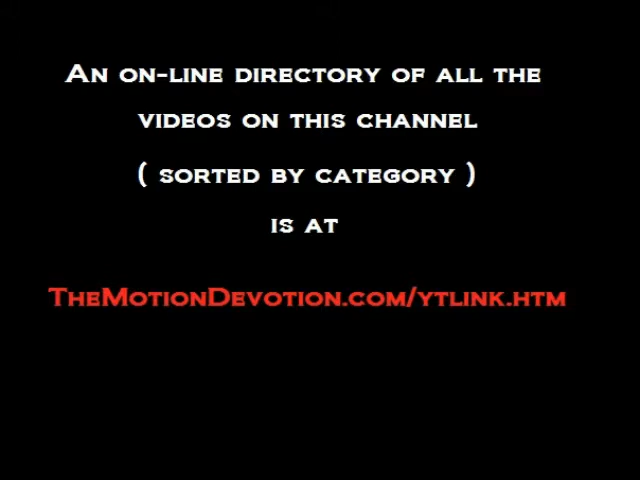 An on-line directory of all the
videos on this channel
( sorted by category )
is at
TheMotionDevotion.com/ytlink.htm